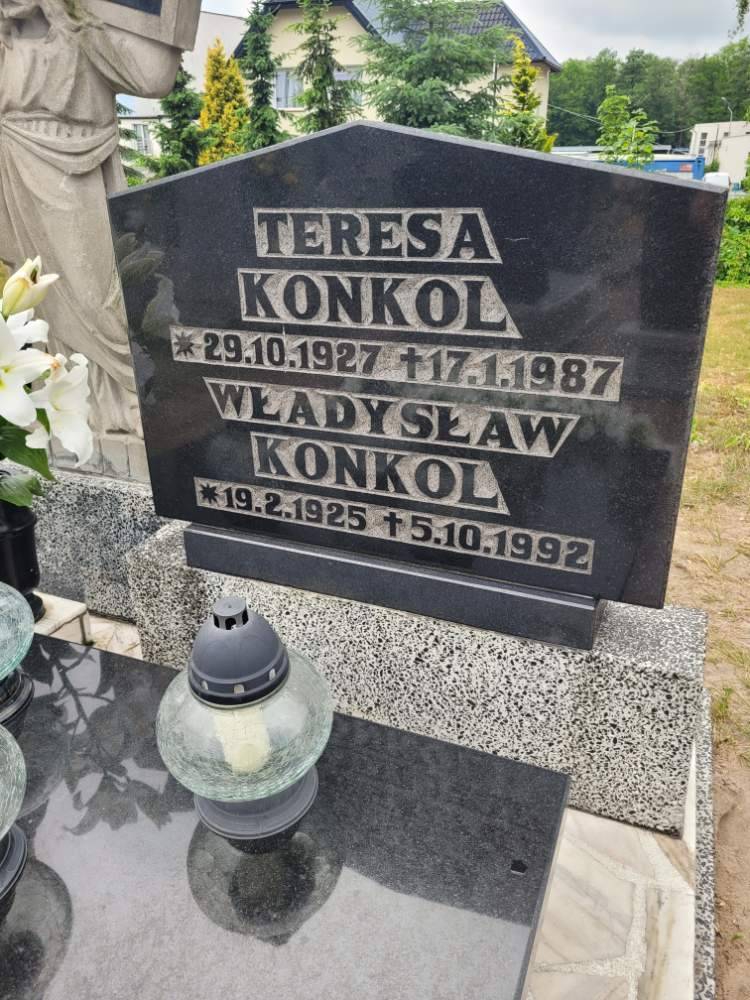 TERESA
KONKOL
✷29.10.1927 ✝17.1.1987
WŁADYSŁAW
KONKOL
✷19.2.1925 ✝5.10.1992